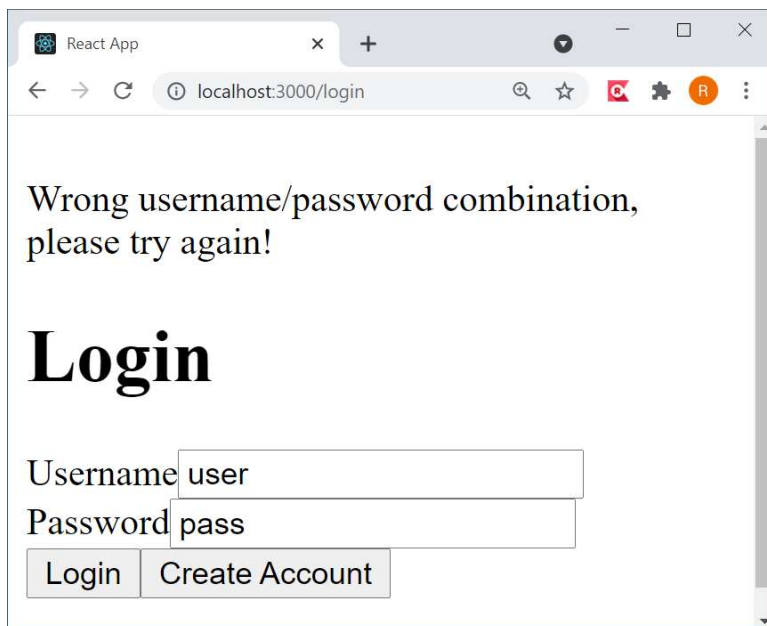 React App
localhost:3000/login
R
Wrong username/password combination,
please try again!
Login
Username user
Password pass
Login Create Account